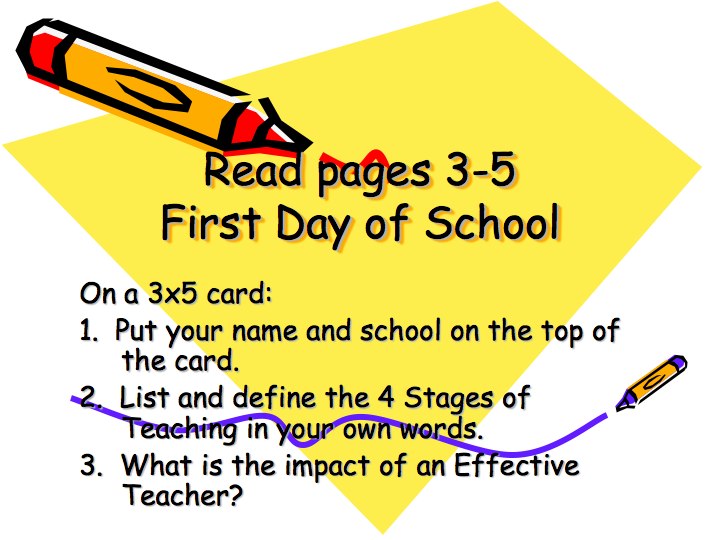 Read pages 3-5
First Day of School
On a 3x5 card:
1. Put your name and school on the top of
the card.
2. List and define the 4 Stages of
Teaching in your own words.
3. What is the impact of an Effective
Teacher?